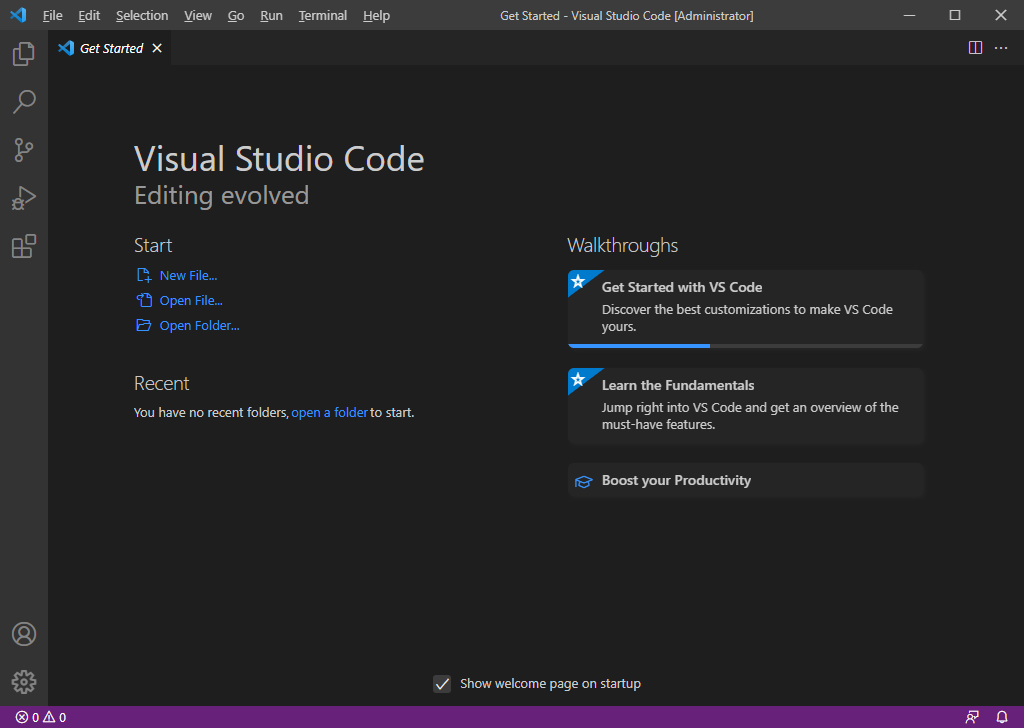 File Edit Selection View Go Run Terminal Help Get Started - Visual Studio Code [Administrator]
Get Started
Visual Studio Code
Editing evolved
Start
New File...
Open File...
Open Folder...
Recent
You have no recent folders, open a folder to start.
Walkthroughs
Get Started with VS Code
Discover the best customizations to make VS Code
yours.
Learn the Fundamentals
Jump right into VS Code and get an overview of the
must-have features.
Boost your Productivity
Show welcome page on startup
0 0